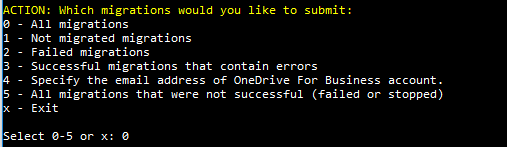 ACTION: Which migrations would you like to submit:
0 - All migrations
1 - Not migrated migrations
2 - Failed migrations
3 - Successful migrations that contain errors
4 - Specify the email address of OneDrive For Business account.
5 - All migrations that were not successful (failed or stopped)
x - Exit
Select 0-5 or x: 0